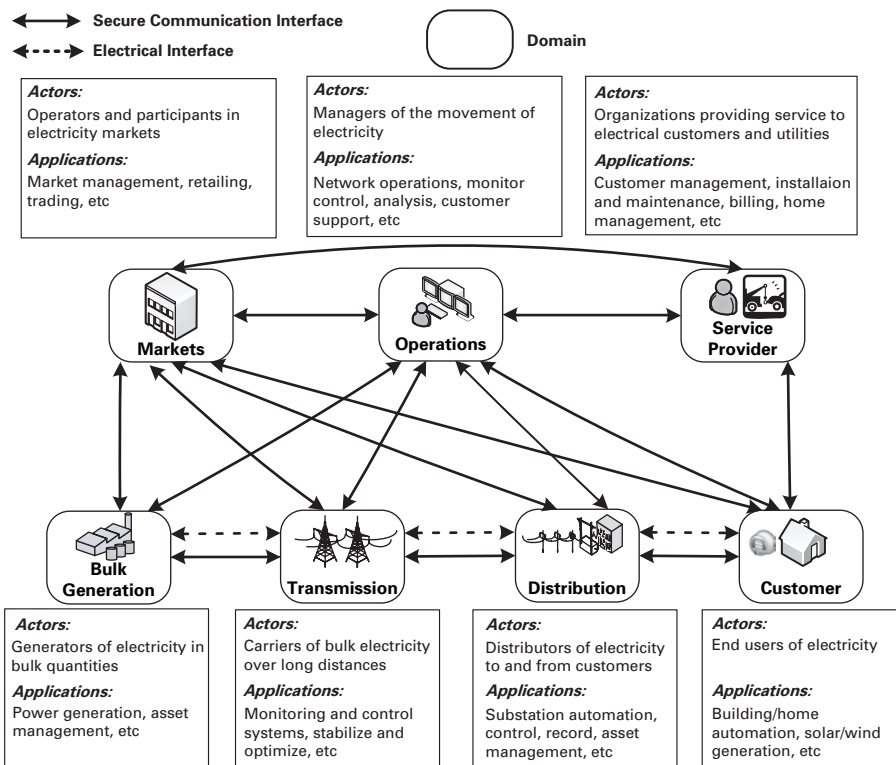 Secure Communication Interface
Electrical Interface
Domain
Actors:
Operators and participants in
electricity markets
Applications:
Market management, retailing,
trading, etc
Actors:
Managers of the movement of
electricity
Applications:
Network operations, monitor
control, analysis, customer
support, etc
Actors:
Organizations providing service to
electrical customers and utilities
Applications:
Customer management, installaion
and maintenance, billing, home
management, etc
Markets
Operations
Service
Provider
Bulk
Generation
Transmission
Distribution
Customer
Actors:
Generators of electricity in
bulk quantities
Applications:
Power generation, asset
management, etc
Actors:
Carriers of bulk electricity
over long distances
Applications:
Monitoring and control
systems, stabilize and
optimize, etc
Actors:
Distributors of electricity
to and from customers
Applications:
Substation automation,
control, record, asset
management, etc
Actors:
End users of electricity
Applications:
Building/home
automation, solar/wind
generation, etc